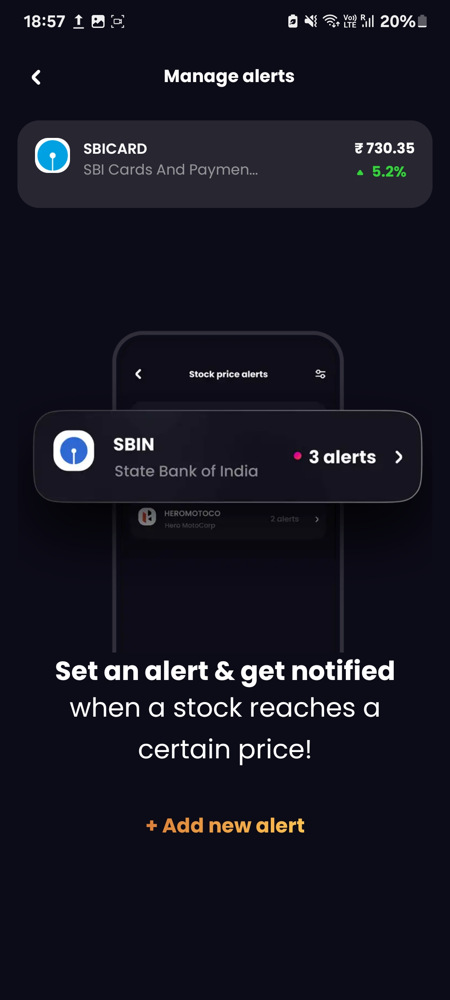 18:57
Vo)) LTE R 20%
Manage alerts
SBICARD
₹ 730.35
SBI Cards And Paymen...
5.2%
Stock price alerts
SBIN
3 alerts
State Bank of India
HEROMOTOCO
2 alerts
Hero MotoCorp
Set an alert & get notified
when a stock reaches a
certain price!
+ Add new alert